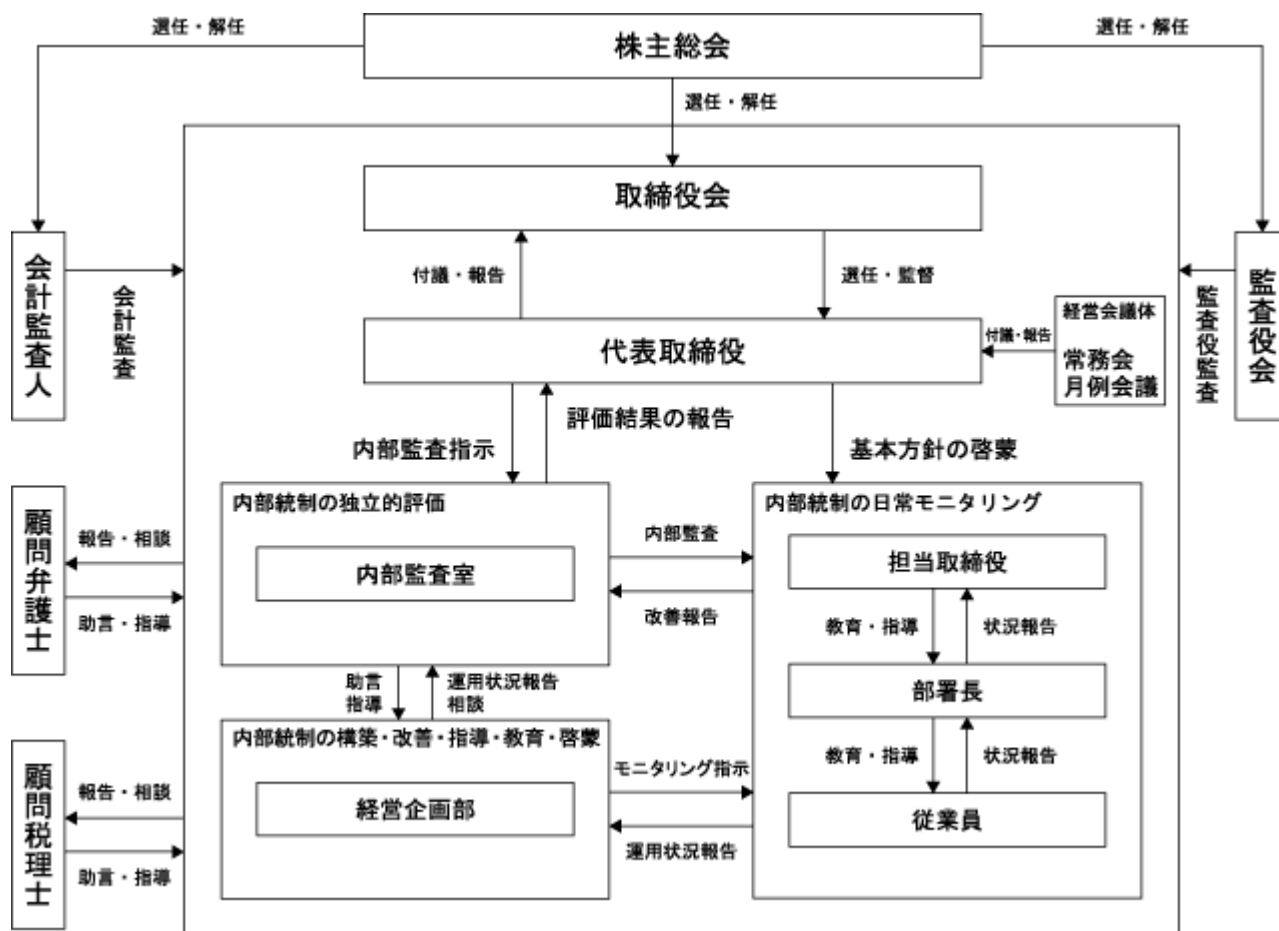 選任・解任
株主総会
選任・解任
選任・解任
取締役会
付議・報告
選任・監督
会計監査人
会計監査
代表取締役
付議・報告
経営会議体
常務会
月例会議
監査役監査
監査役会
内部監査指示
評価結果の報告
基本方針の啓蒙
顧問弁護士
報告・相談
助言・指導
内部統制の独立的評価
内部監査室
内部監査
改善報告
内部統制の日常モニタリング
担当取締役
教育・指導
状況報告
部署長
教育・指導
状況報告
従業員
助言
指導
運用状況報告
相談
内部統制の構築・改善・指導・教育・啓蒙
経営企画部
モニタリング指示
運用状況報告
顧問税理士
報告・相談
助言・指導